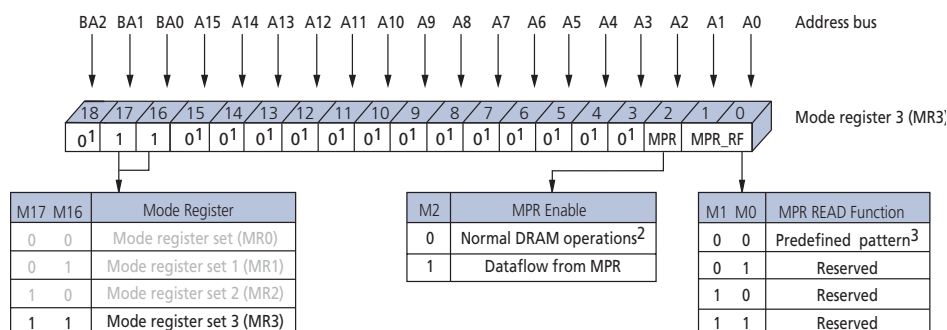 BA2 BA1 BA0 A15 A14 A13 A12 A11 A10 A9 A8 A7 A6 A5 A4 A3 A2 A1 A0 Address bus
18 17 16 15 14 13 12 11 10 9 8 7 6 5 4 3 2 1 0 Mode register 3 (MR3)
0¹ 1 1 0¹ 0¹ 0¹ 0¹ 0¹ 0¹ 0¹ 0¹ 0¹ 0¹ 0¹ 0¹ 0¹ MPR MPR_RF
M17 M16 Mode Register
0 0 Mode register set (MR0)
0 1 Mode register set 1 (MR1)
1 0 Mode register set 2 (MR2)
1 1 Mode register set 3 (MR3)
M2 MPR Enable
0 Normal DRAM operations²
1 Dataflow from MPR
M1 M0 MPR READ Function
0 0 Predefined pattern³
0 1 Reserved
1 0 Reserved
1 1 Reserved